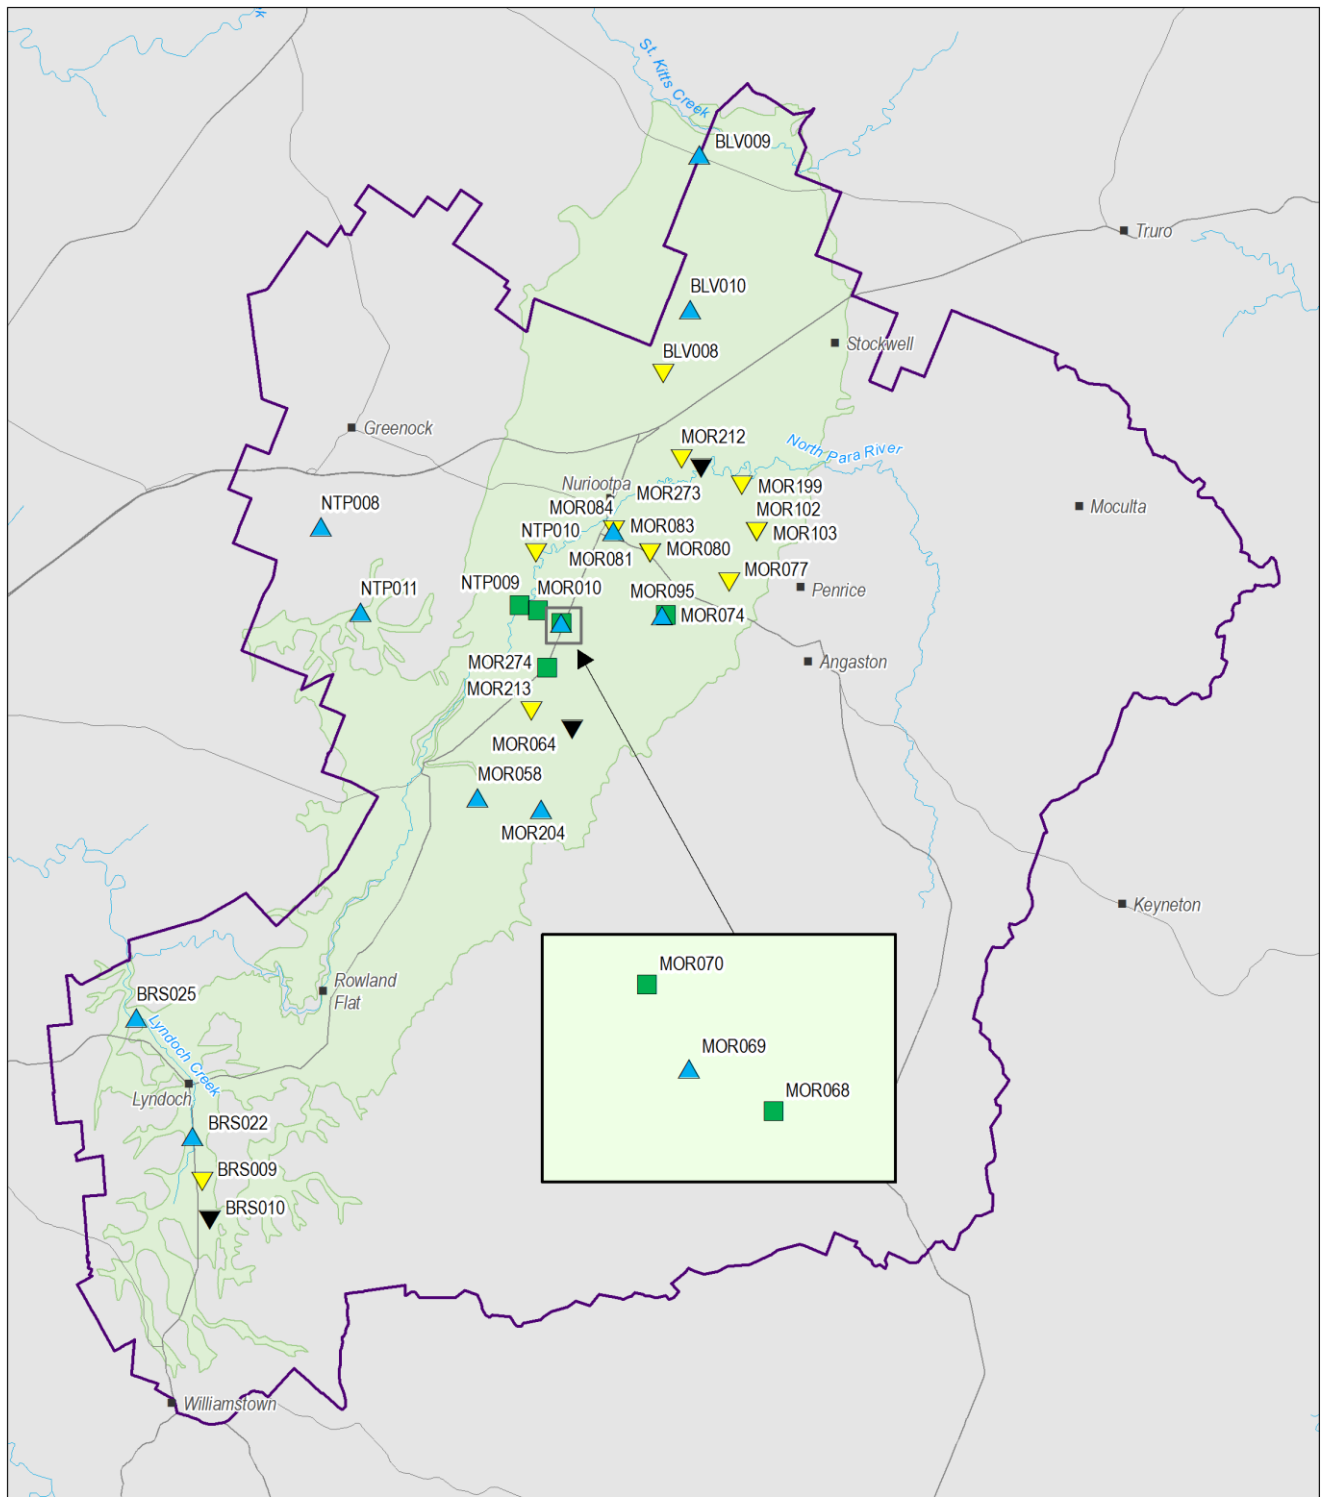 k
St. Kitts Creek
BLV009
Truro
BLV010
Stockwell
BLV008
Greenock
MOR212
North Para River
Nuriootpa
MOR273
MOR199
NTP008
MOR084
MOR102
Moculta
NTP010
MOR083
MOR103
MOR081
MOR080
NTP011
NTP009
MOR010
MOR095
MOR077
Penrice
MOR074
MOR274
Angaston
MOR213
MOR064
MOR058
MOR204
Keyneton
MOR070
Rowland
Flat
BRS025
Lyndoch Creek
MOR069
Lyndoch
MOR068
BRS022
BRS009
BRS010
Williamstown